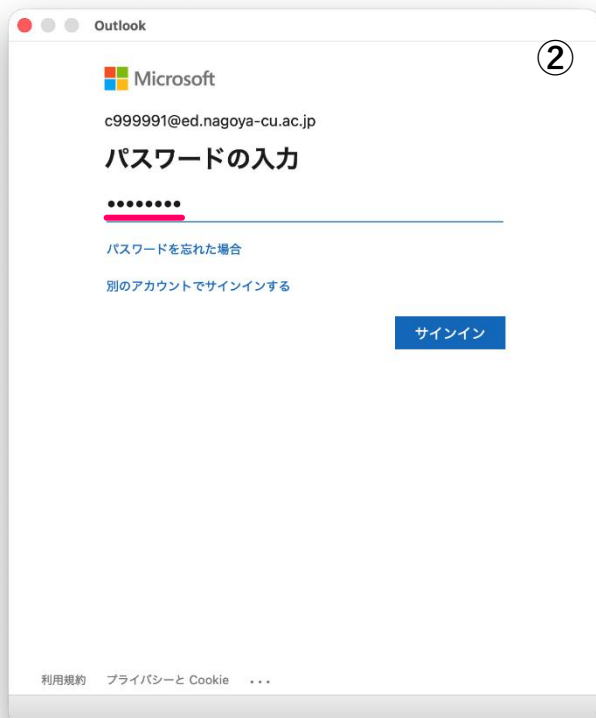 Outlook
②
Microsoft
c999991@ed.nagoya-cu.ac.jp
パスワードの入力
••••••••
パスワードを忘れた場合
別のアカウントでサインインする
サインイン
利用規約 プライバシーと Cookie ...